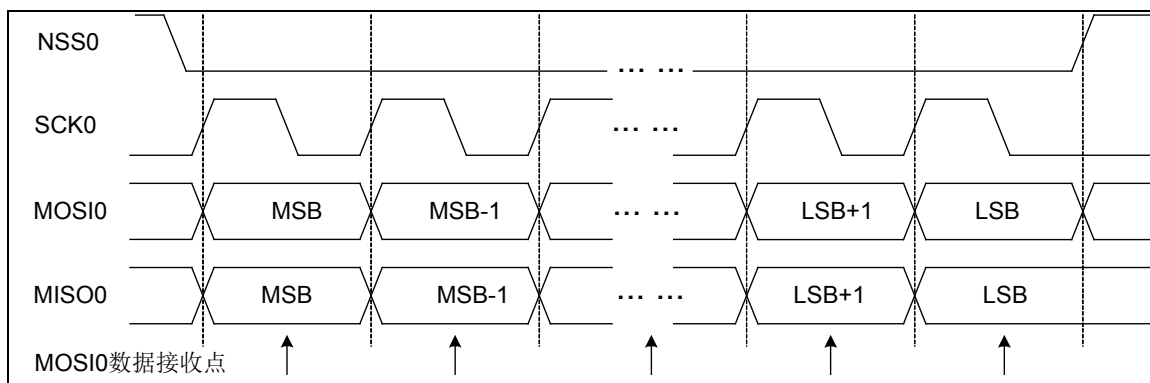 NSS0
... ...
SCK0
... ...
MOSI0 MSB MSB-1 ... ... LSB+1 LSB
MISO0 MSB MSB-1 ... ... LSB+1 LSB
MOSI0数据接收点